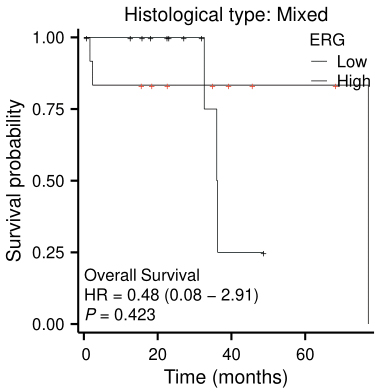 Histological type: Mixed
ERG
Low
High
Survival probability
1.00
0.75
0.50
0.25
0.00
Overall Survival
HR = 0.48 (0.08 − 2.91)
P = 0.423
0 20 40 60
Time (months)